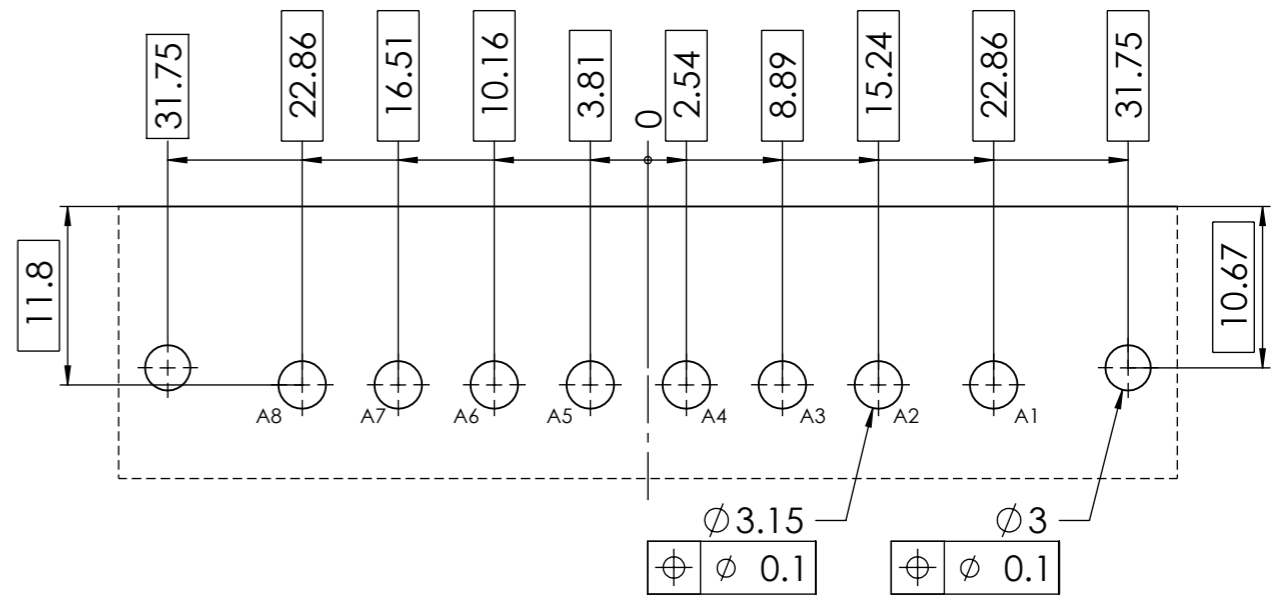 31.75
22.86
16.51
10.16
3.81
0
2.54
8.89
15.24
22.86
31.75
11.8
10.67
A8
A7
A6
A5
A4
A3
A2
A1
⌀3.15
⌀3
⌖ ⌀ 0.1
⌖ ⌀ 0.1